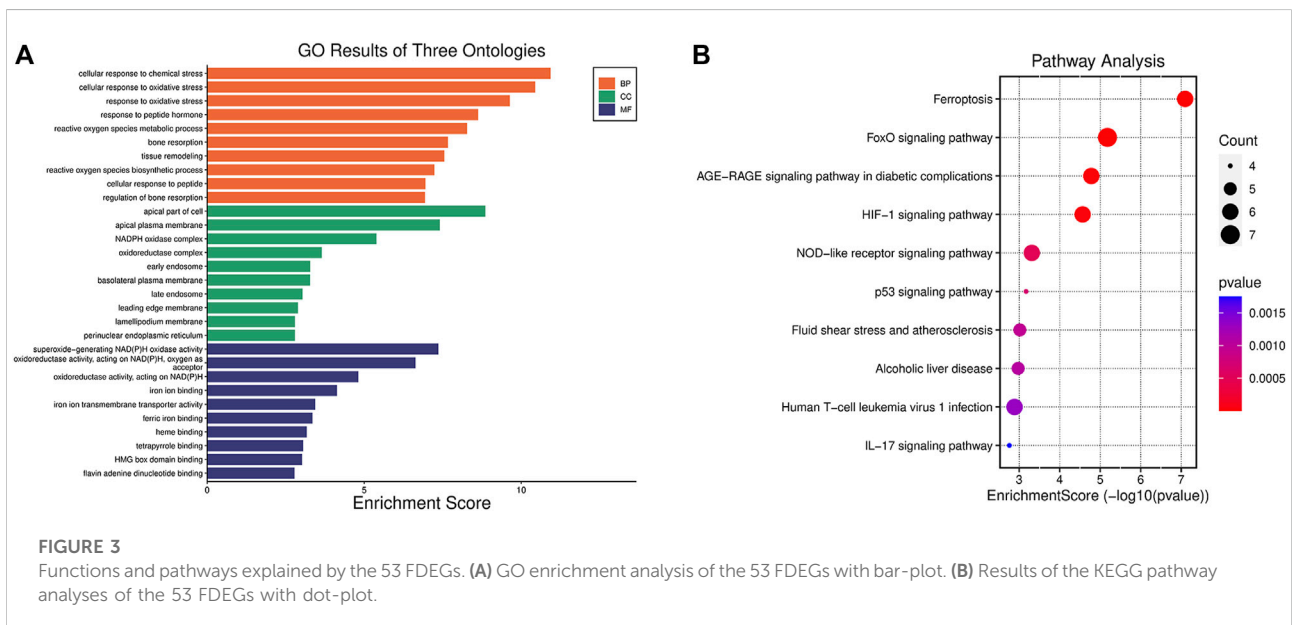 A
GO Results of Three Ontologies
cellular response to chemical stress
cellular response to oxidative stress
response to oxidative stress
response to peptide hormone
reactive oxygen species metabolic process
bone resorption
tissue remodeling
reactive oxygen species biosynthetic process
cellular response to peptide
regulation of bone resorption
apical part of cell
apical plasma membrane
NADPH oxidase complex
oxidoreductase complex
early endosome
basolateral plasma membrane
late endosome
leading edge membrane
lamellipodium membrane
perinuclear endoplasmic reticulum
superoxide−generating NAD(P)H oxidase activity
oxidoreductase activity, acting on NAD(P)H, oxygen as
acceptor
oxidoreductase activity, acting on NAD(P)H
iron ion binding
iron ion transmembrane transporter activity
ferric iron binding
heme binding
tetrapyrrole binding
HMG box domain binding
flavin adenine dinucleotide binding
0 5 10
Enrichment Score
BP
CC
MF
B
Pathway Analysis
Ferroptosis
FoxO signaling pathway
AGE−RAGE signaling pathway in diabetic complications
HIF−1 signaling pathway
NOD−like receptor signaling pathway
p53 signaling pathway
Fluid shear stress and atherosclerosis
Alcoholic liver disease
Human T−cell leukemia virus 1 infection
IL−17 signaling pathway
3 4 5 6 7
EnrichmentScore (−log10(pvalue))
Count
4
5
6
7
pvalue
0.0015
0.0010
0.0005
FIGURE 3
Functions and pathways explained by the 53 FDEGs. (A) GO enrichment analysis of the 53 FDEGs with bar-plot. (B) Results of the KEGG pathway
analyses of the 53 FDEGs with dot-plot.